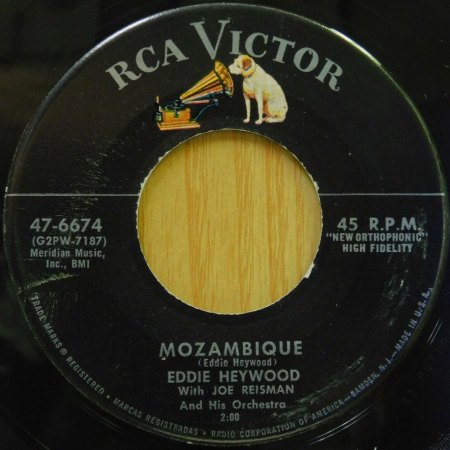 RCA VICTOR
47-6674
(G2PW-7187)
Meridian Music,
Inc., BMI
45 R.P.M.
"NEW ORTHOPHONIC"
HIGH FIDELITY
MOZAMBIQUE
(Eddie Heywood)
EDDIE HEYWOOD
With JOE REISMAN
And His Orchestra
2:00
TRADE MARKS ® REGISTERED • MARCAS REGISTRADAS • RADIO CORPORATION OF AMERICA—CAMDEN, N. J.—MADE IN U.S.A.